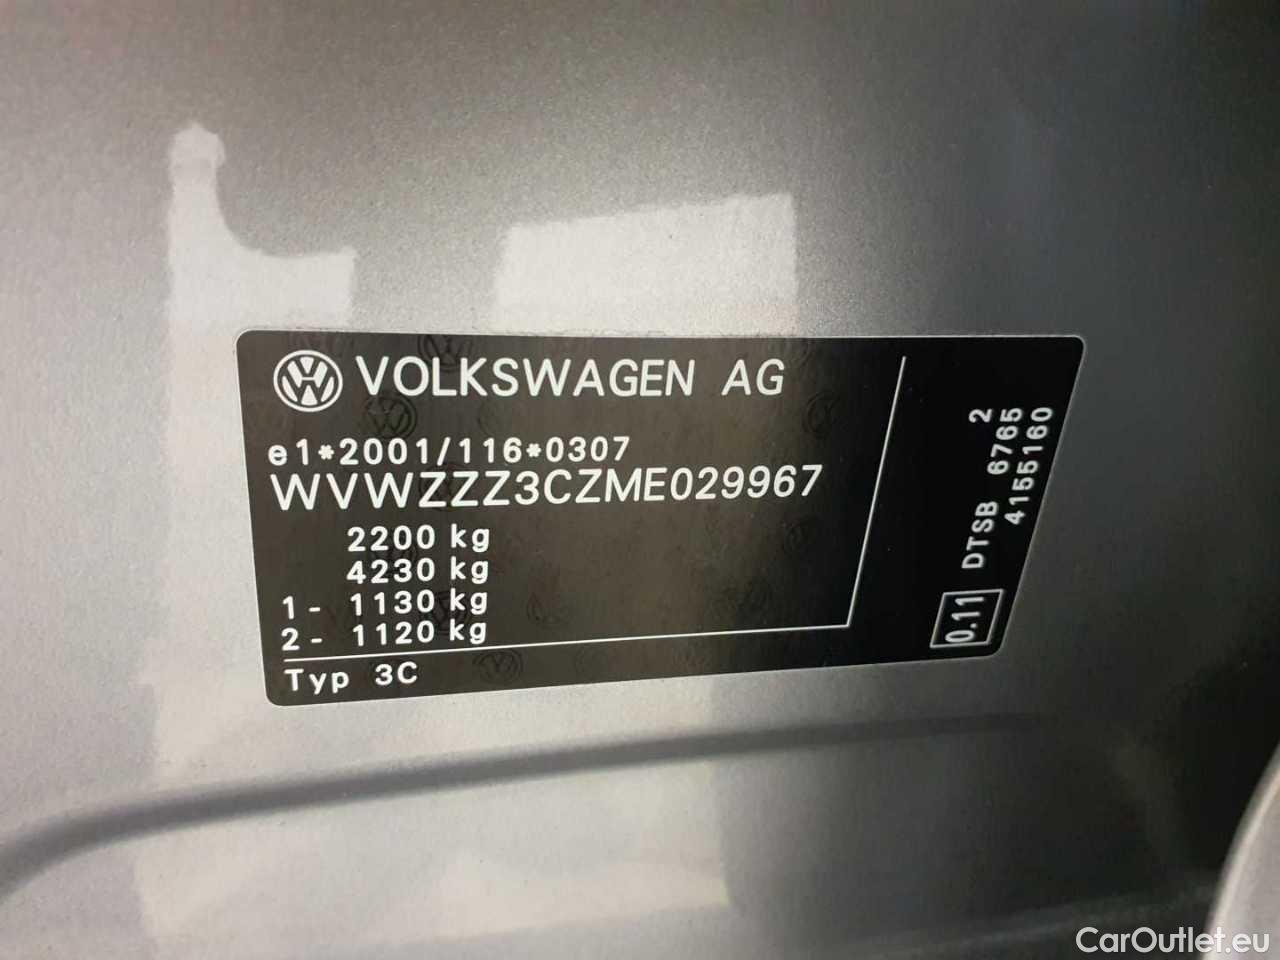 VOLKSWAGEN AG
e1*2001/116*0307
WVWZZZ3CZME029967
2200 kg
4230 kg
1- 1130 kg
2- 1120 kg
Typ 3C
2
DTSB 6765
4155160
0.11
CarOutlet.eu